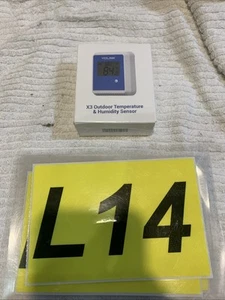 X3 Outdoor Temperature
& Humidity Sensor
L14